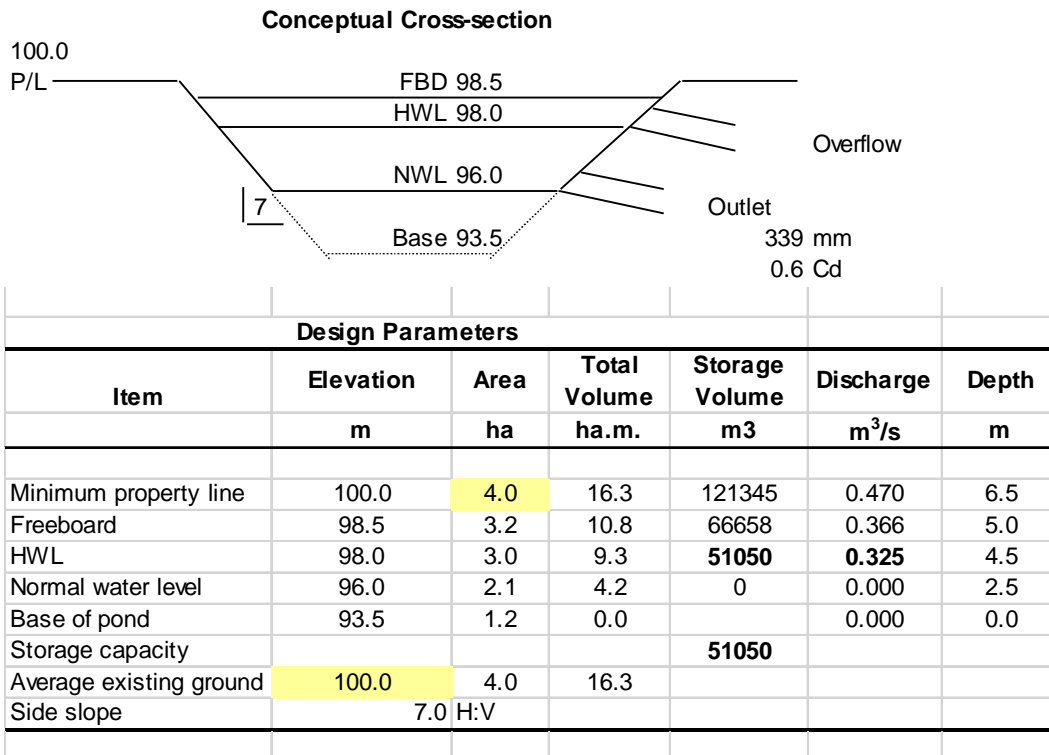 Conceptual Cross-section
100.0
P/L
FBD 98.5
HWL 98.0
Overflow
NWL 96.0
7
Outlet
Base 93.5
339 mm
0.6 Cd
Design Parameters
Item Elevation Area Total Volume Storage Volume Discharge Depth
m ha ha.m. m3 m³/s m
Minimum property line 100.0 4.0 16.3 121345 0.470 6.5
Freeboard 98.5 3.2 10.8 66658 0.366 5.0
HWL 98.0 3.0 9.3 51050 0.325 4.5
Normal water level 96.0 2.1 4.2 0 0.000 2.5
Base of pond 93.5 1.2 0.0 0.000 0.0
Storage capacity 51050
Average existing ground 100.0 4.0 16.3
Side slope 7.0 H:V